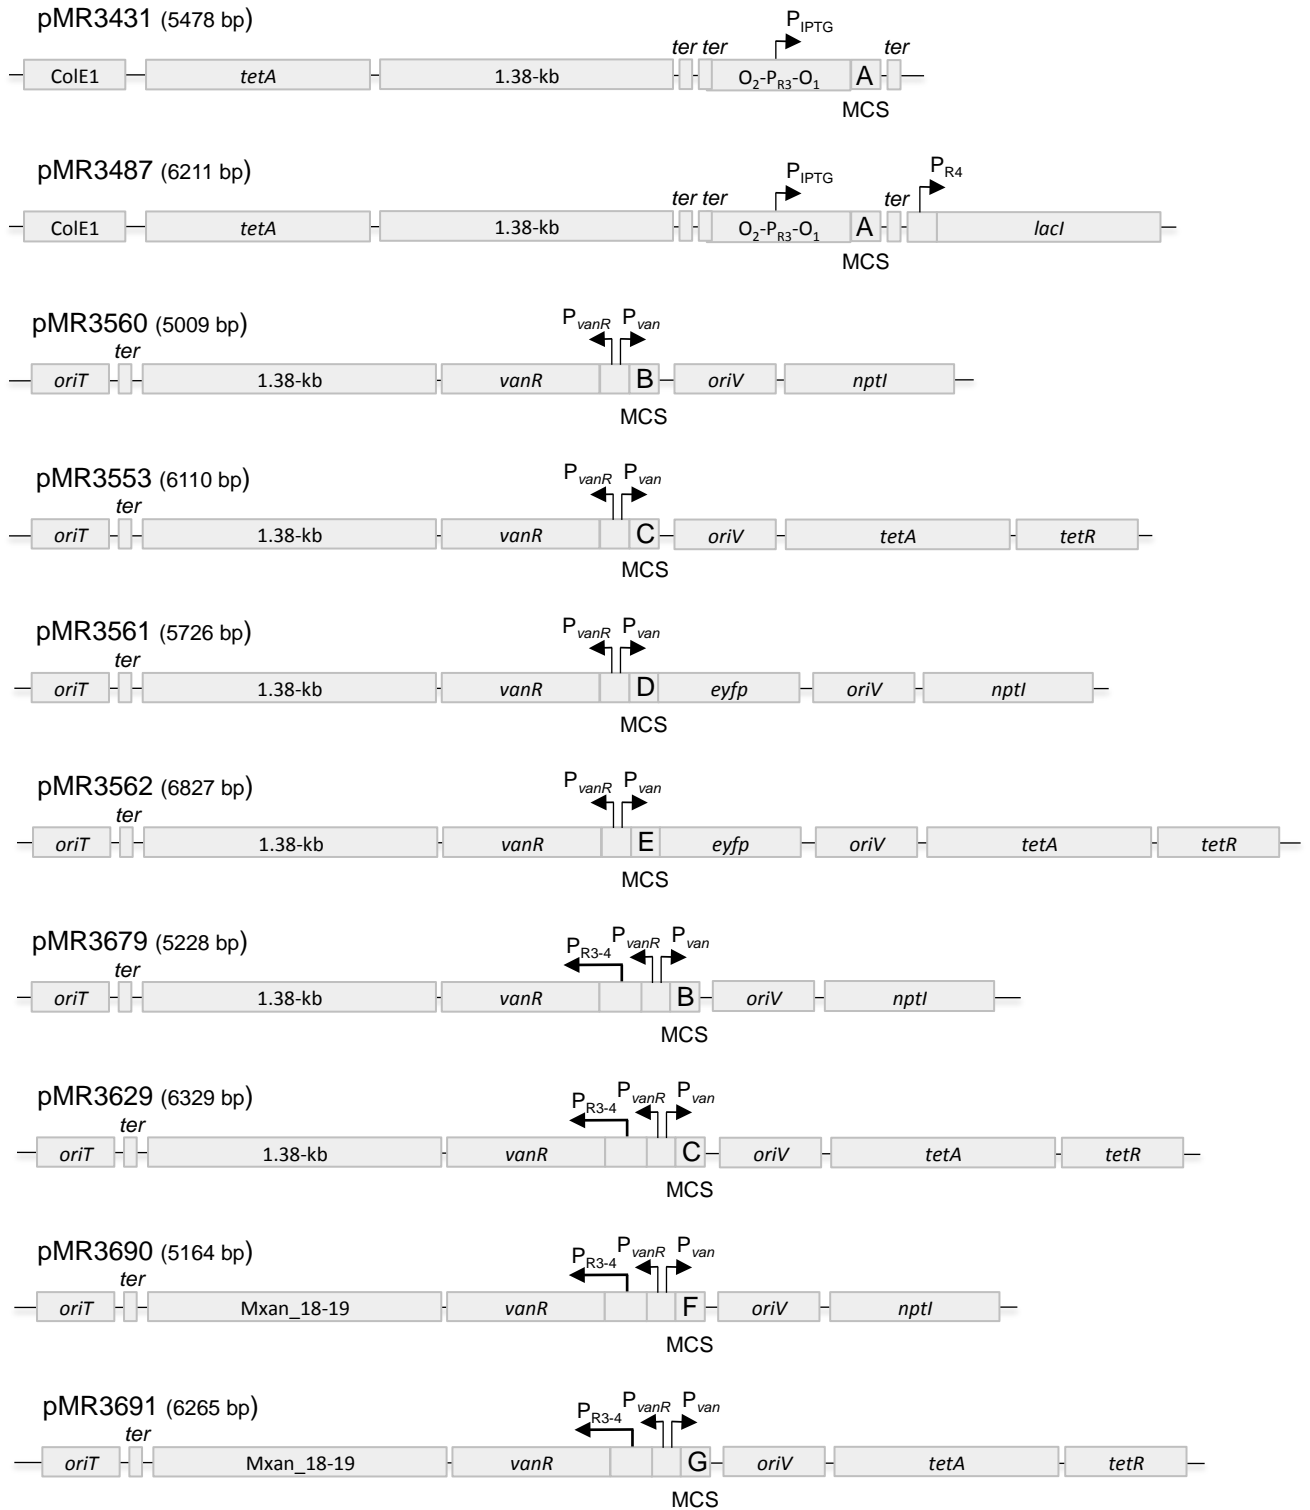 pMR3431 (5478 bp)
P_IPTG
ter ter ter
ColE1 tetA 1.38-kb O2-PR3-O1 A
MCS
pMR3487 (6211 bp)
P_IPTG P_R4
ter ter ter
ColE1 tetA 1.38-kb O2-PR3-O1 A lacI
MCS
pMR3560 (5009 bp)
PvanR Pvan
ter
oriT 1.38-kb vanR B oriV nptI
MCS
pMR3553 (6110 bp)
PvanR Pvan
ter
oriT 1.38-kb vanR C oriV tetA tetR
MCS
pMR3561 (5726 bp)
PvanR Pvan
ter
oriT 1.38-kb vanR D eyfp oriV nptI
MCS
pMR3562 (6827 bp)
PvanR Pvan
ter
oriT 1.38-kb vanR E eyfp oriV tetA tetR
MCS
pMR3679 (5228 bp)
PR3-4 PvanR Pvan
ter
oriT 1.38-kb vanR B oriV nptI
MCS
pMR3629 (6329 bp)
PR3-4 PvanR Pvan
ter
oriT 1.38-kb vanR C oriV tetA tetR
MCS
pMR3690 (5164 bp)
PR3-4 PvanR Pvan
ter
oriT Mxan_18-19 vanR F oriV nptI
MCS
pMR3691 (6265 bp)
PR3-4 PvanR Pvan
ter
oriT Mxan_18-19 vanR G oriV tetA tetR
MCS